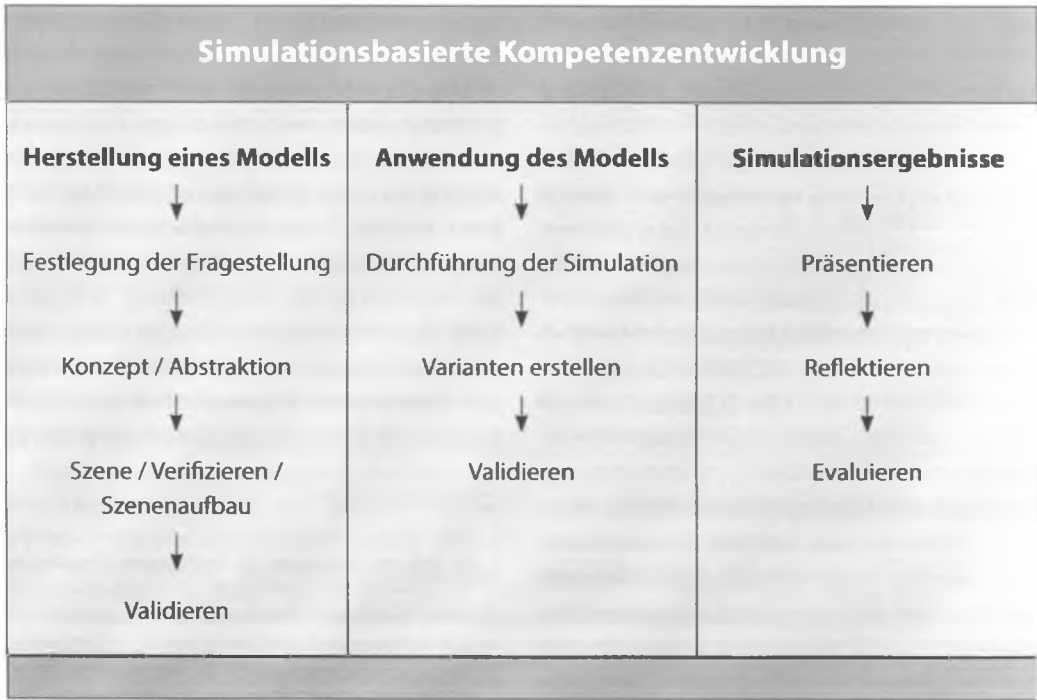 Simulationsbasierte Kompetenzentwicklung
Herstellung eines Modells
Festlegung der Fragestellung
Konzept / Abstraktion
Szene / Verifizieren /
Szenenaufbau
Validieren
Anwendung des Modells
Durchführung der Simulation
Varianten erstellen
Validieren
Simulationsergebnisse
Präsentieren
Reflektieren
Evaluieren